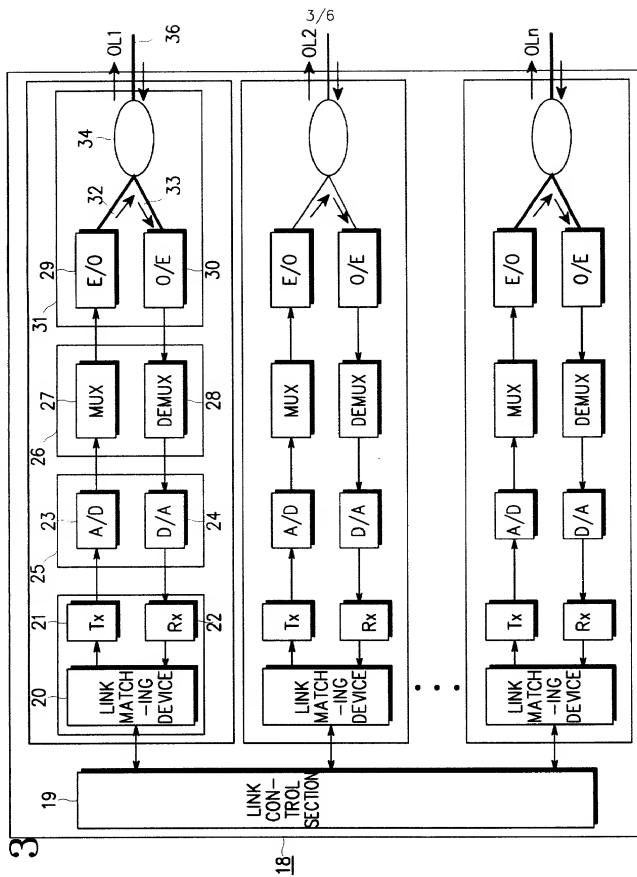 3/6
3
18
19
LINK
CON-
TROL
SECTION
20
LINK
MATCH
-ING
DEVICE
21
Tx
22
Rx
25
23
A/D
24
D/A
26
27
MUX
28
DEMUX
31
29
E/O
30
O/E
32
33
34
OL1
36
LINK
MATCH
-ING
DEVICE
Tx
Rx
A/D
D/A
MUX
DEMUX
E/O
O/E
OL2
LINK
MATCH
-ING
DEVICE
Tx
Rx
A/D
D/A
MUX
DEMUX
E/O
O/E
OLn